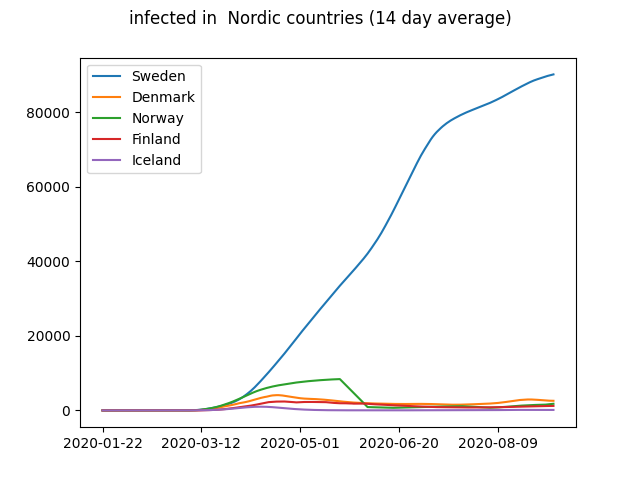 infected in  Nordic countries (14 day average)
Sweden
Denmark
Norway
Finland
Iceland
80000
60000
40000
20000
0
2020-01-22 2020-03-12 2020-05-01 2020-06-20 2020-08-09